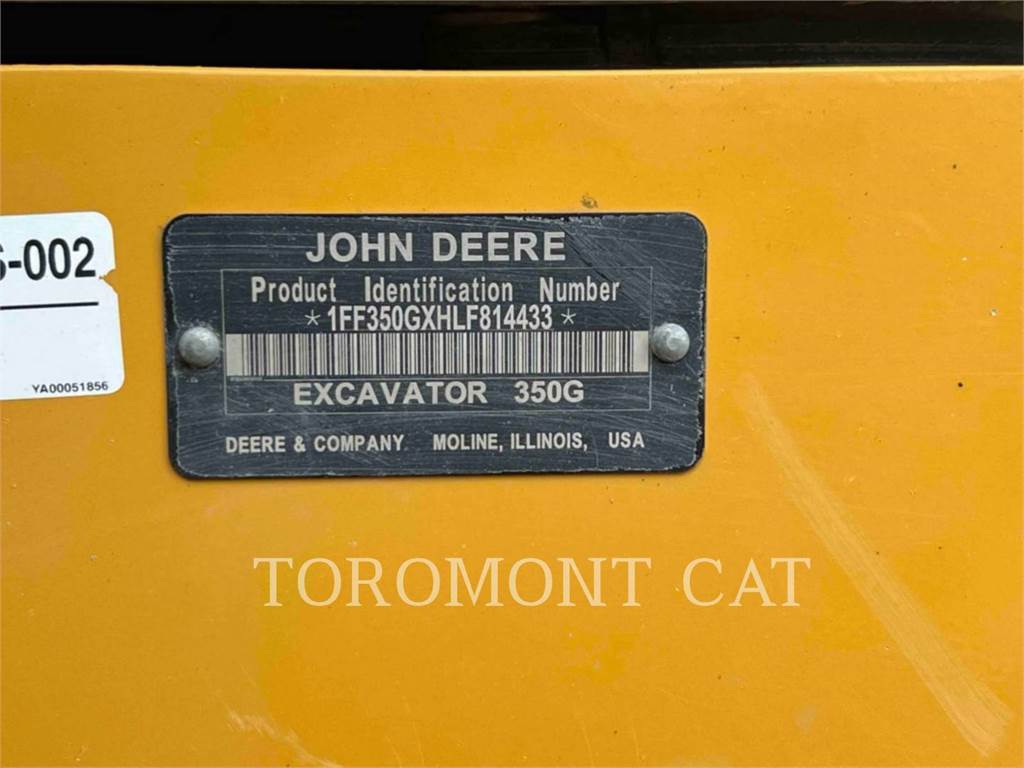 JOHN DEERE
Product Identification Number
*1FF350GXHLF814433*
EXCAVATOR 350G
DEERE & COMPANY MOLINE, ILLINOIS, USA
-002
YA00051856
TOROMONT CAT